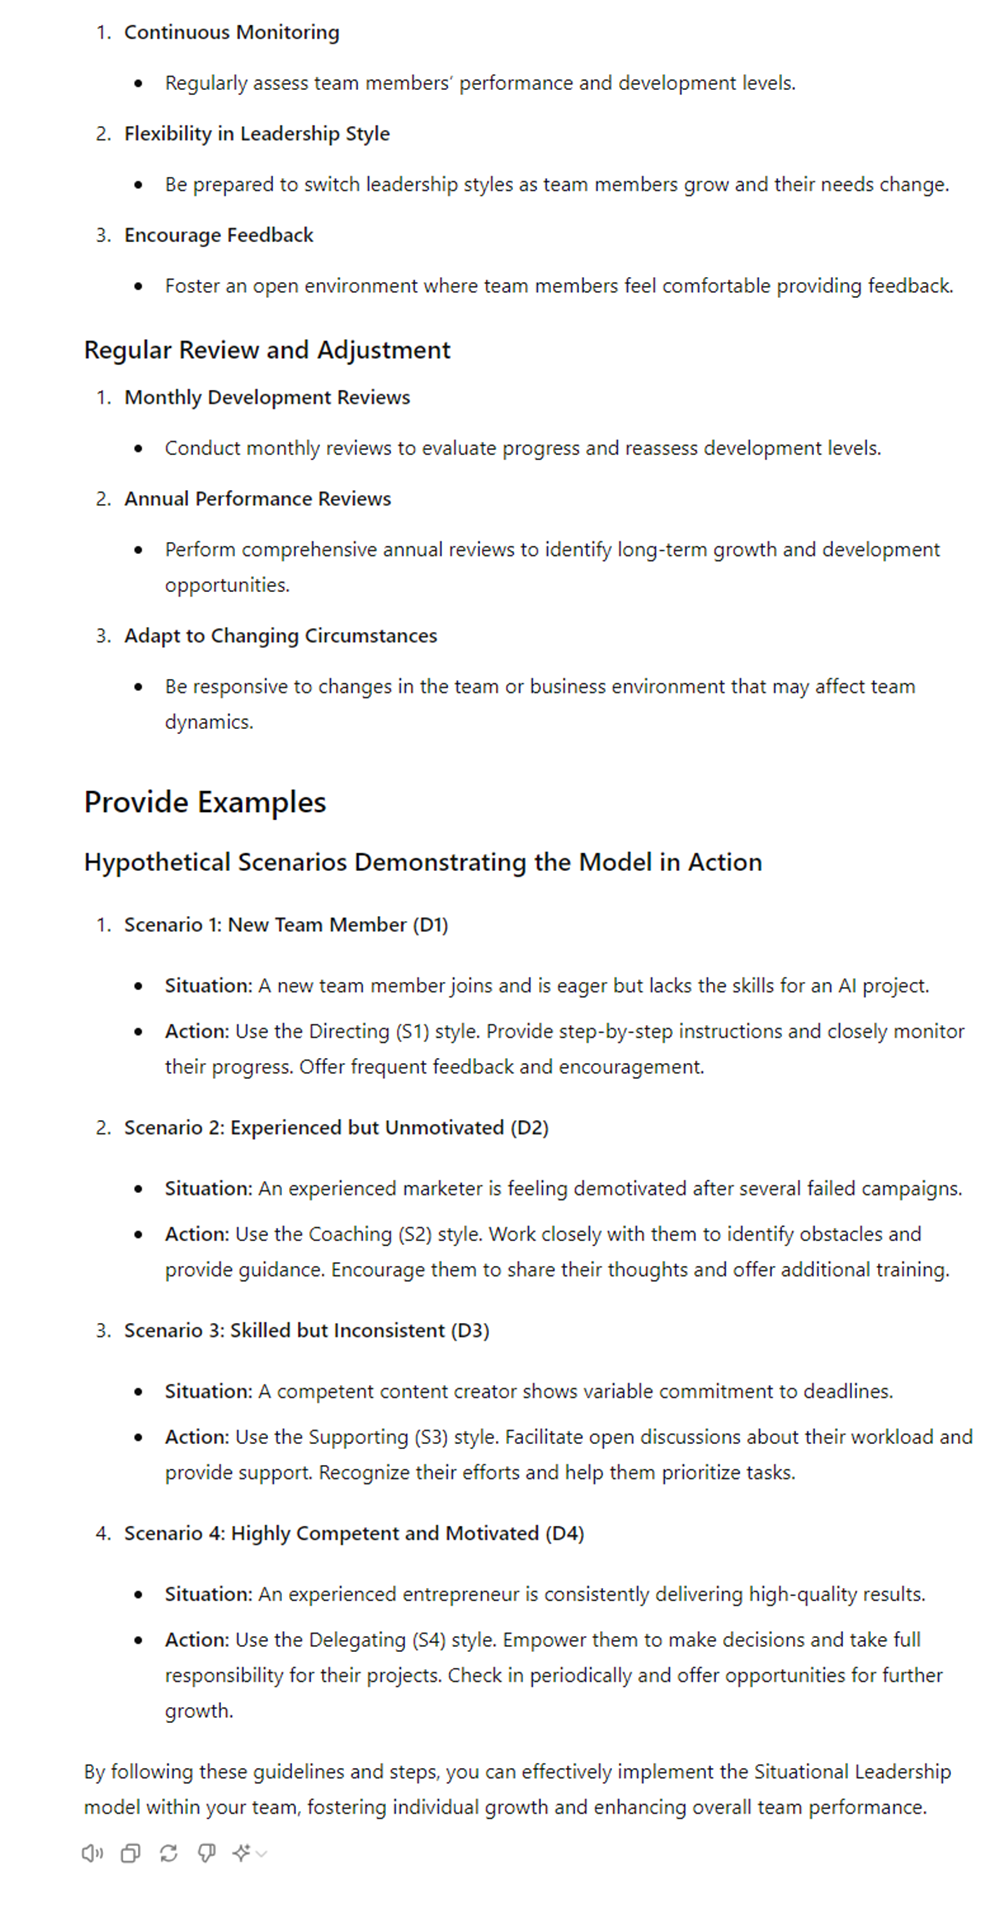 1. Continuous Monitoring
• Regularly assess team members' performance and development levels.
2. Flexibility in Leadership Style
• Be prepared to switch leadership styles as team members grow and their needs change.
3. Encourage Feedback
• Foster an open environment where team members feel comfortable providing feedback.
Regular Review and Adjustment
1. Monthly Development Reviews
• Conduct monthly reviews to evaluate progress and reassess development levels.
2. Annual Performance Reviews
• Perform comprehensive annual reviews to identify long-term growth and development
opportunities.
3. Adapt to Changing Circumstances
• Be responsive to changes in the team or business environment that may affect team
dynamics.
Provide Examples
Hypothetical Scenarios Demonstrating the Model in Action
1. Scenario 1: New Team Member (D1)
• Situation: A new team member joins and is eager but lacks the skills for an AI project.
• Action: Use the Directing (S1) style. Provide step-by-step instructions and closely monitor
their progress. Offer frequent feedback and encouragement.
2. Scenario 2: Experienced but Unmotivated (D2)
• Situation: An experienced marketer is feeling demotivated after several failed campaigns.
• Action: Use the Coaching (S2) style. Work closely with them to identify obstacles and
provide guidance. Encourage them to share their thoughts and offer additional training.
3. Scenario 3: Skilled but Inconsistent (D3)
• Situation: A competent content creator shows variable commitment to deadlines.
• Action: Use the Supporting (S3) style. Facilitate open discussions about their workload and
provide support. Recognize their efforts and help them prioritize tasks.
4. Scenario 4: Highly Competent and Motivated (D4)
• Situation: An experienced entrepreneur is consistently delivering high-quality results.
• Action: Use the Delegating (S4) style. Empower them to make decisions and take full
responsibility for their projects. Check in periodically and offer opportunities for further
growth.
By following these guidelines and steps, you can effectively implement the Situational Leadership
model within your team, fostering individual growth and enhancing overall team performance.